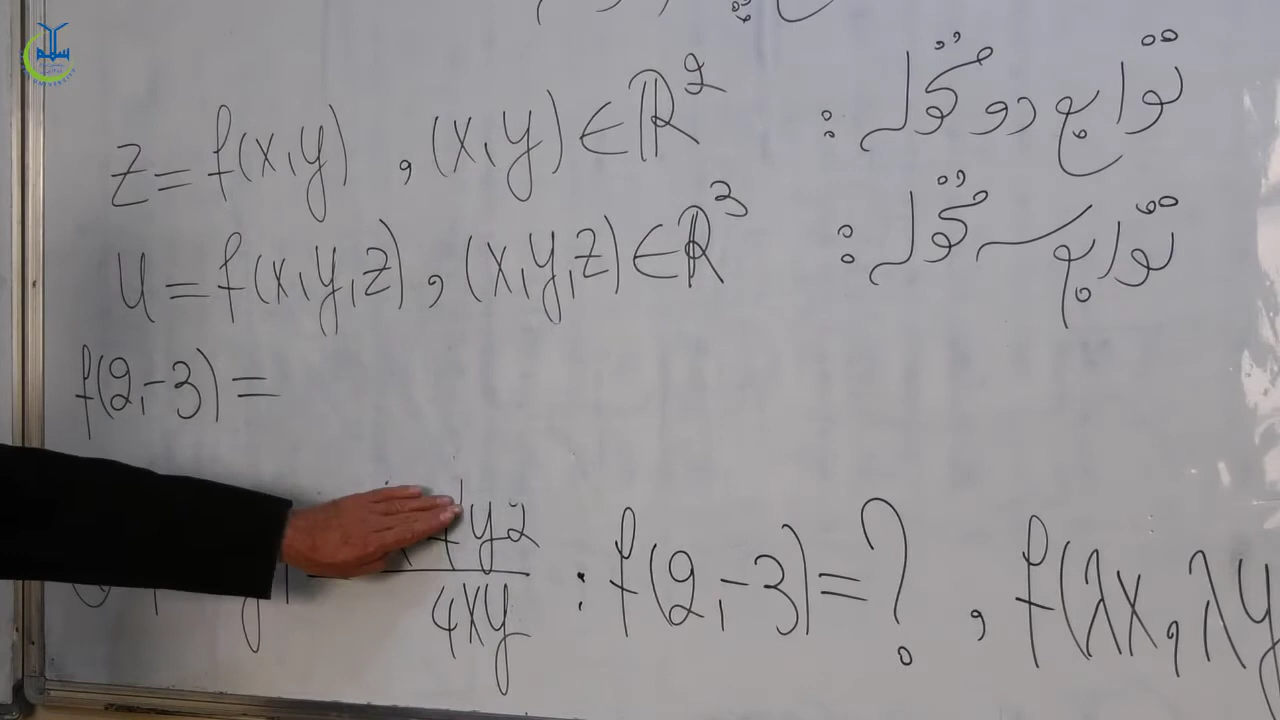 توابع دو متحوله : z = f(x,y) , (x,y) ∈ ℝ²
توابع سه متحوله : u = f(x,y,z) , (x,y,z) ∈ ℝ³
f(2,-3) =
4xy : f(2,-3) = ? , f(λx, λy